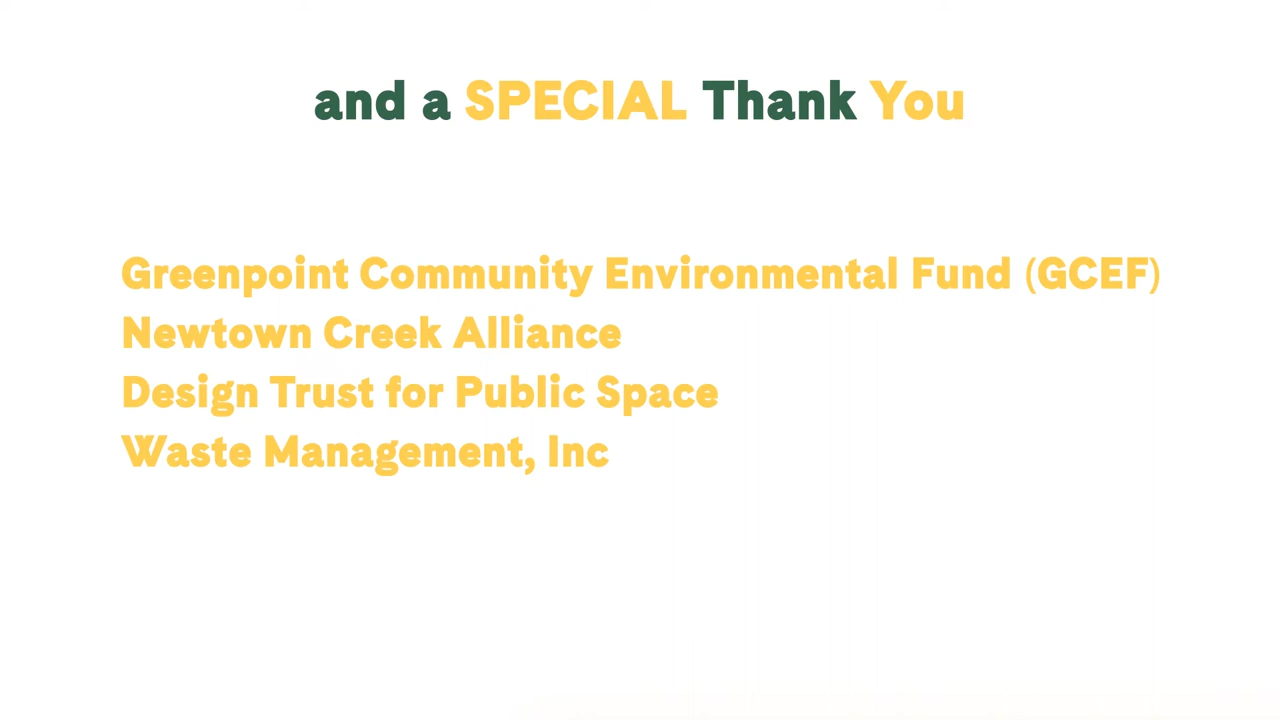 and a SPECIAL Thank You
Greenpoint Community Environmental Fund (GCEF)
Newtown Creek Alliance
Design Trust for Public Space
Waste Management, Inc